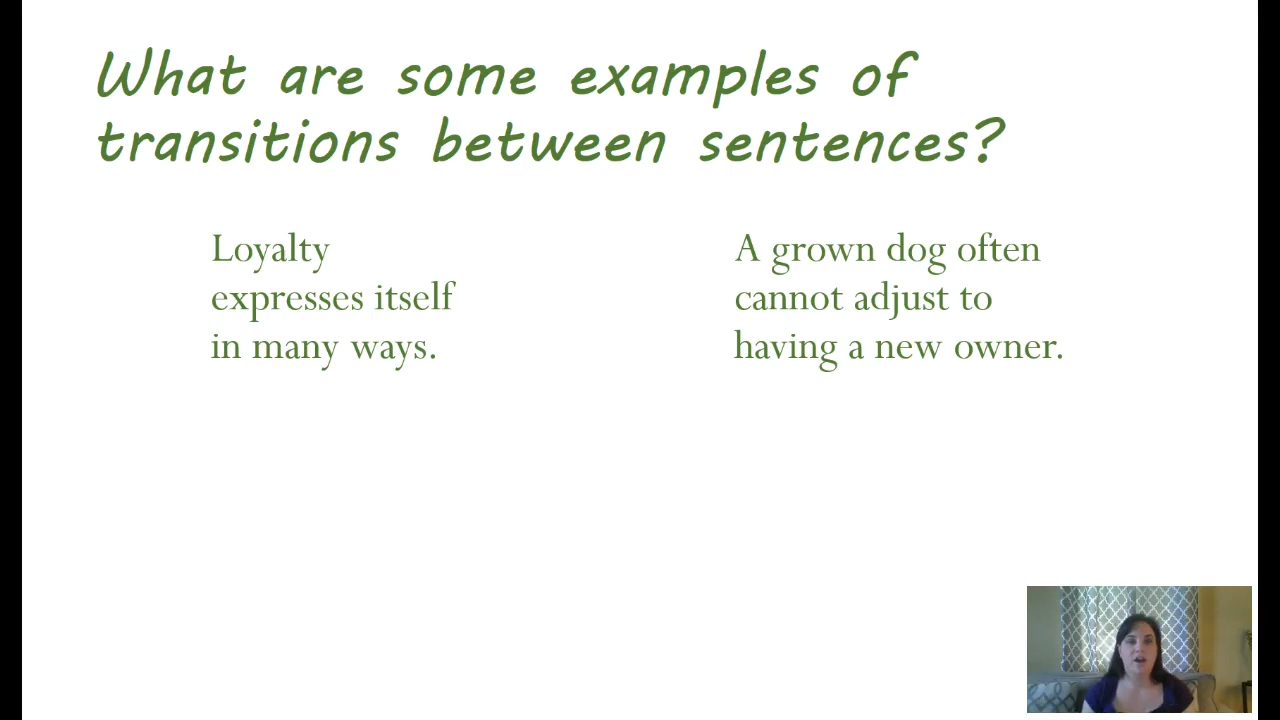 What are some examples of
transitions between sentences?
Loyalty
expresses itself
in many ways.
A grown dog often
cannot adjust to
having a new owner.